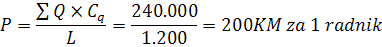 P = ∑ Q × C_q / L = 240.000 / 1.200 = 200KM za 1 radnik